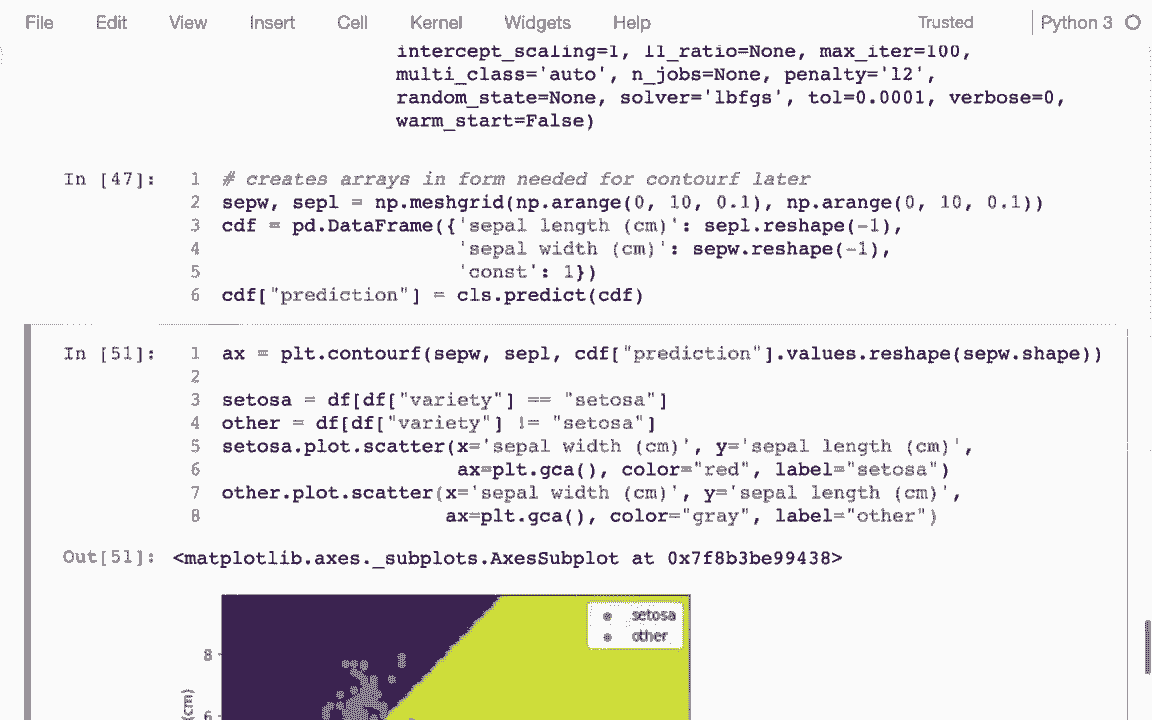 File Edit View Insert Cell Kernel Widgets Help Trusted Python 3
intercept_scaling=1, l1_ratio=None, max_iter=100,
multi_class='auto', n_jobs=None, penalty='l2',
random_state=None, solver='lbfgs', tol=0.0001, verbose=0,
warm_start=False)
In [47]: 1 # creates arrays in form needed for contourf later
2 sepw, sepl = np.meshgrid(np.arange(0, 10, 0.1), np.arange(0, 10, 0.1))
3 cdf = pd.DataFrame({'sepal length (cm)': sepl.reshape(-1),
4 'sepal width (cm)': sepw.reshape(-1),
5 'const': 1})
6 cdf["prediction"] = cls.predict(cdf)
In [51]: 1 ax = plt.contourf(sepw, sepl, cdf["prediction"].values.reshape(sepw.shape))
2
3 setosa = df[df["variety"] == "setosa"]
4 other = df[df["variety"] != "setosa"]
5 setosa.plot.scatter(x='sepal width (cm)', y='sepal length (cm)',
6 ax=plt.gca(), color="red", label="setosa")
7 other.plot.scatter(x='sepal width (cm)', y='sepal length (cm)',
8 ax=plt.gca(), color="gray", label="other")
Out[51]: <matplotlib.axes._subplots.AxesSubplot at 0x7f8b3be99438>
setosa
other
8
(cm)
6